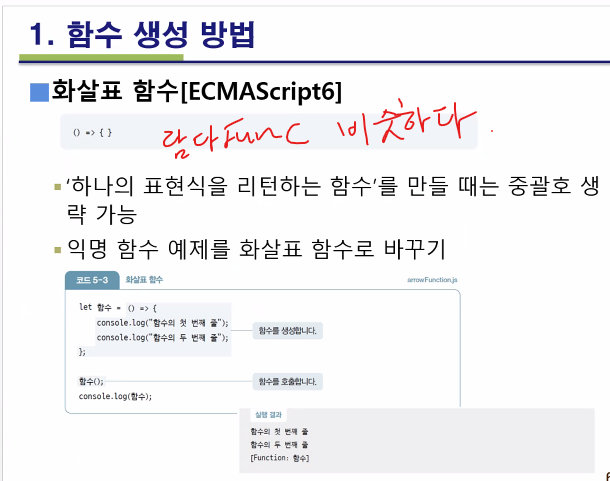 1. 함수 생성 방법
화살표 함수[ECMAScript6]
() => { }
람다Func 비슷하다.
‘하나의 표현식을 리턴하는 함수’를 만들 때는 중괄호 생
략 가능
익명 함수 예제를 화살표 함수로 바꾸기
코드 5-3 화살표 함수 arrowFunction.js
let 함수 = () => {
console.log("함수의 첫 번째 줄");
console.log("함수의 두 번째 줄");
};
함수를 생성합니다.
함수();
함수를 호출합니다.
console.log(함수);
실행 결과
함수의 첫 번째 줄
함수의 두 번째 줄
[Function: 함수]